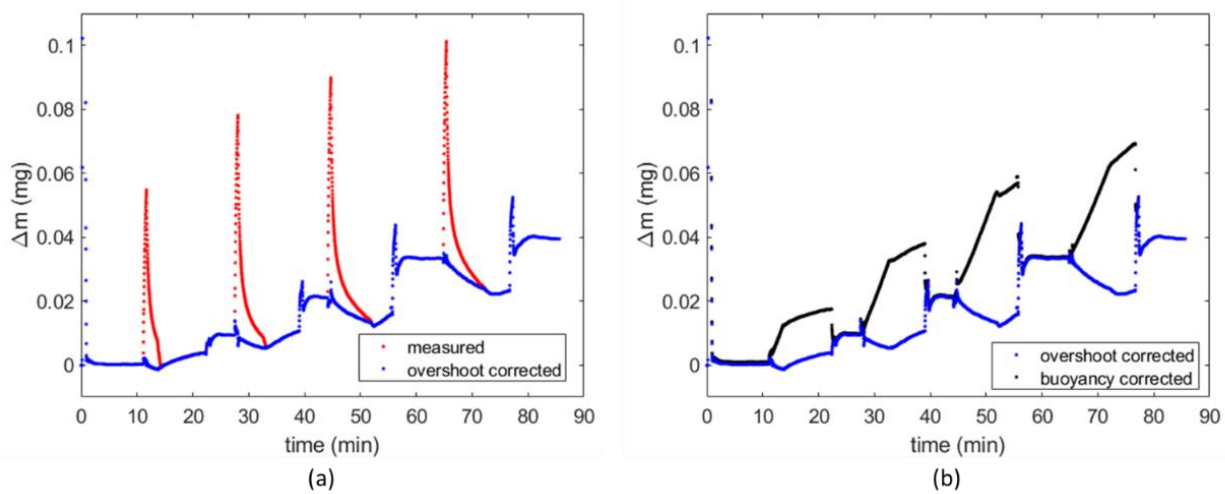 0.1
0.08
0.06
0.04
0.02
0
Δm (mg)
0 10 20 30 40 50 60 70 80 90
time (min)
measured
overshoot corrected
(a)
0.1
0.08
0.06
0.04
0.02
0
Δm (mg)
0 10 20 30 40 50 60 70 80 90
time (min)
overshoot corrected
buoyancy corrected
(b)